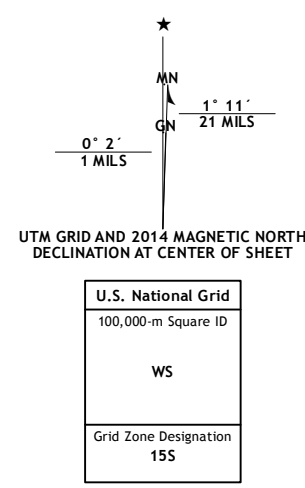 ★
MN
1° 11´
21 MILS
GN
0° 2´
1 MILS
UTM GRID AND 2014 MAGNETIC NORTH
DECLINATION AT CENTER OF SHEET
U.S. National Grid
100,000-m Square ID
WS
Grid Zone Designation
15S